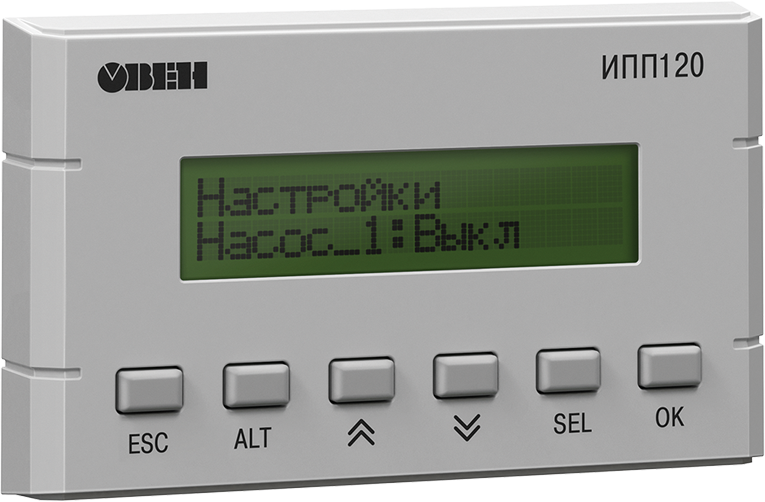 ОВЕН
ИПП120
Настройки
Насос_1:Выкл
ESC
ALT
SEL
OK